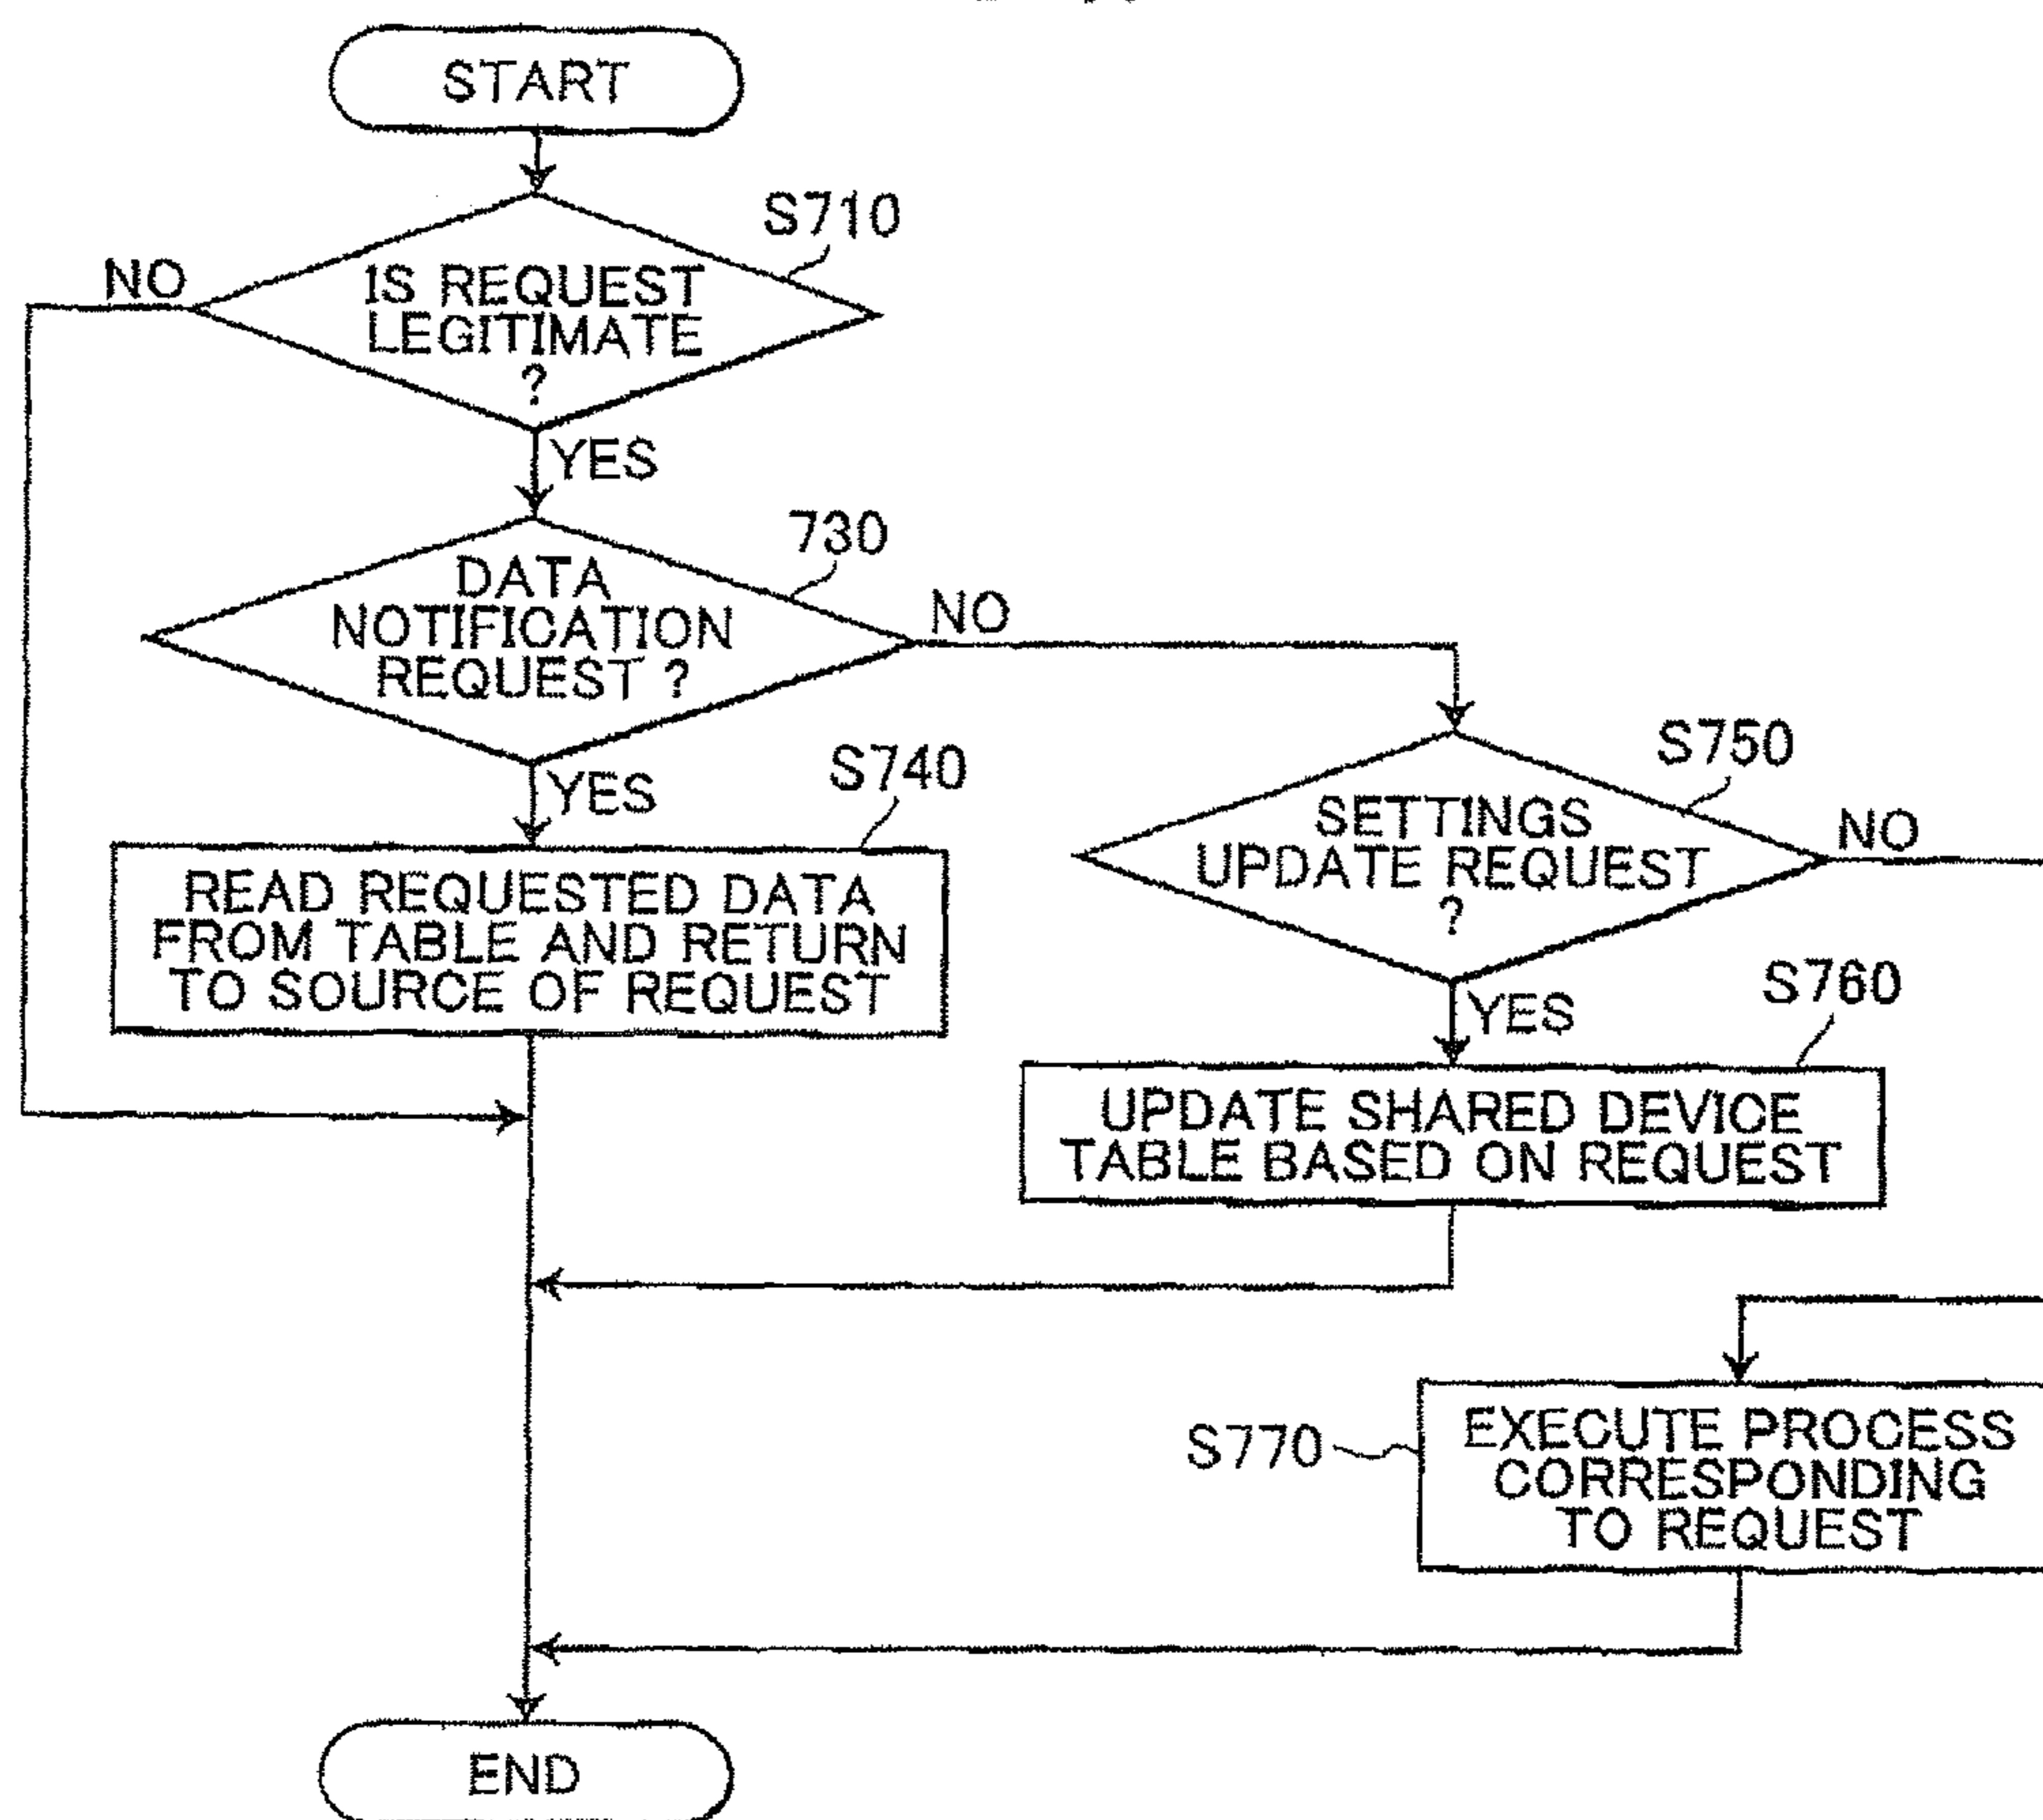 START
S710
NO
IS REQUEST
LEGITIMATE
?
YES
730
DATA
NOTIFICATION
REQUEST ?
NO
YES
S740
READ REQUESTED DATA
FROM TABLE AND RETURN
TO SOURCE OF REQUEST
S750
SETTINGS
UPDATE REQUEST
?
NO
YES
S760
UPDATE SHARED DEVICE
TABLE BASED ON REQUEST
S770
EXECUTE PROCESS
CORRESPONDING
TO REQUEST
END